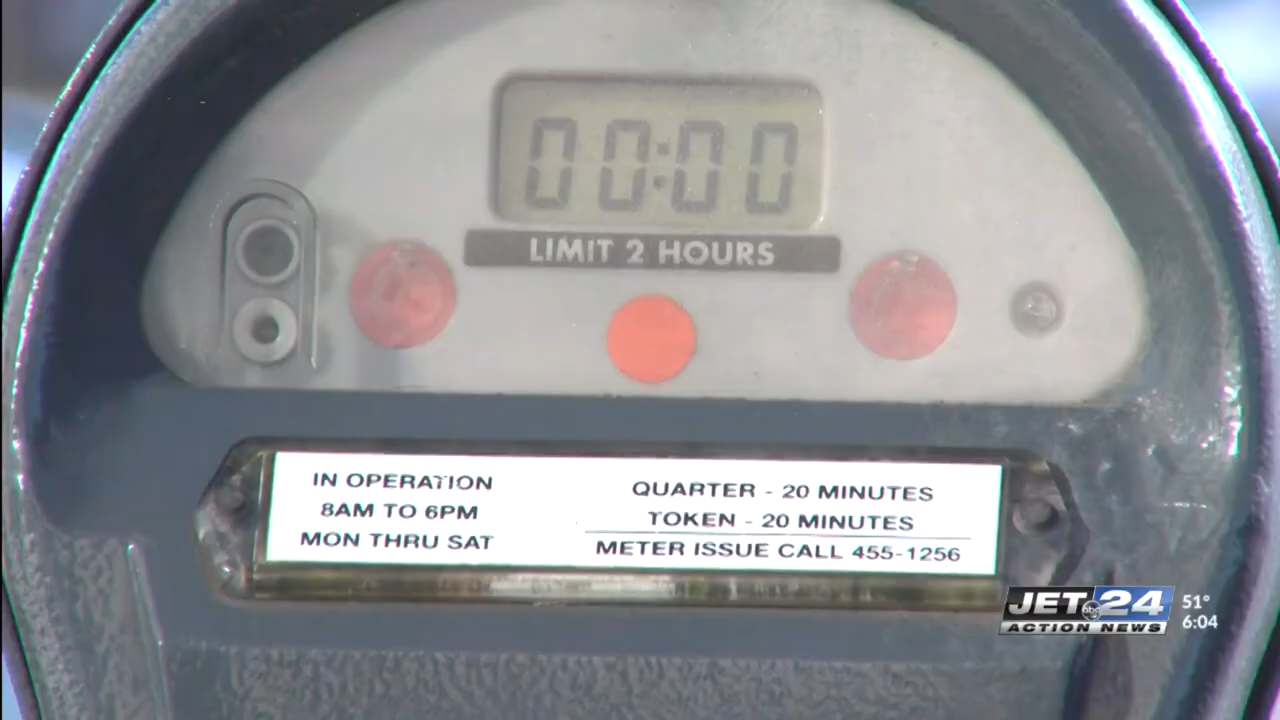 00:00
LIMIT 2 HOURS
IN OPERATION
8AM TO 6PM
MON THRU SAT
QUARTER - 20 MINUTES
TOKEN - 20 MINUTES
METER ISSUE CALL 455-1256
JET abc 24
ACTION NEWS
51°
6:04